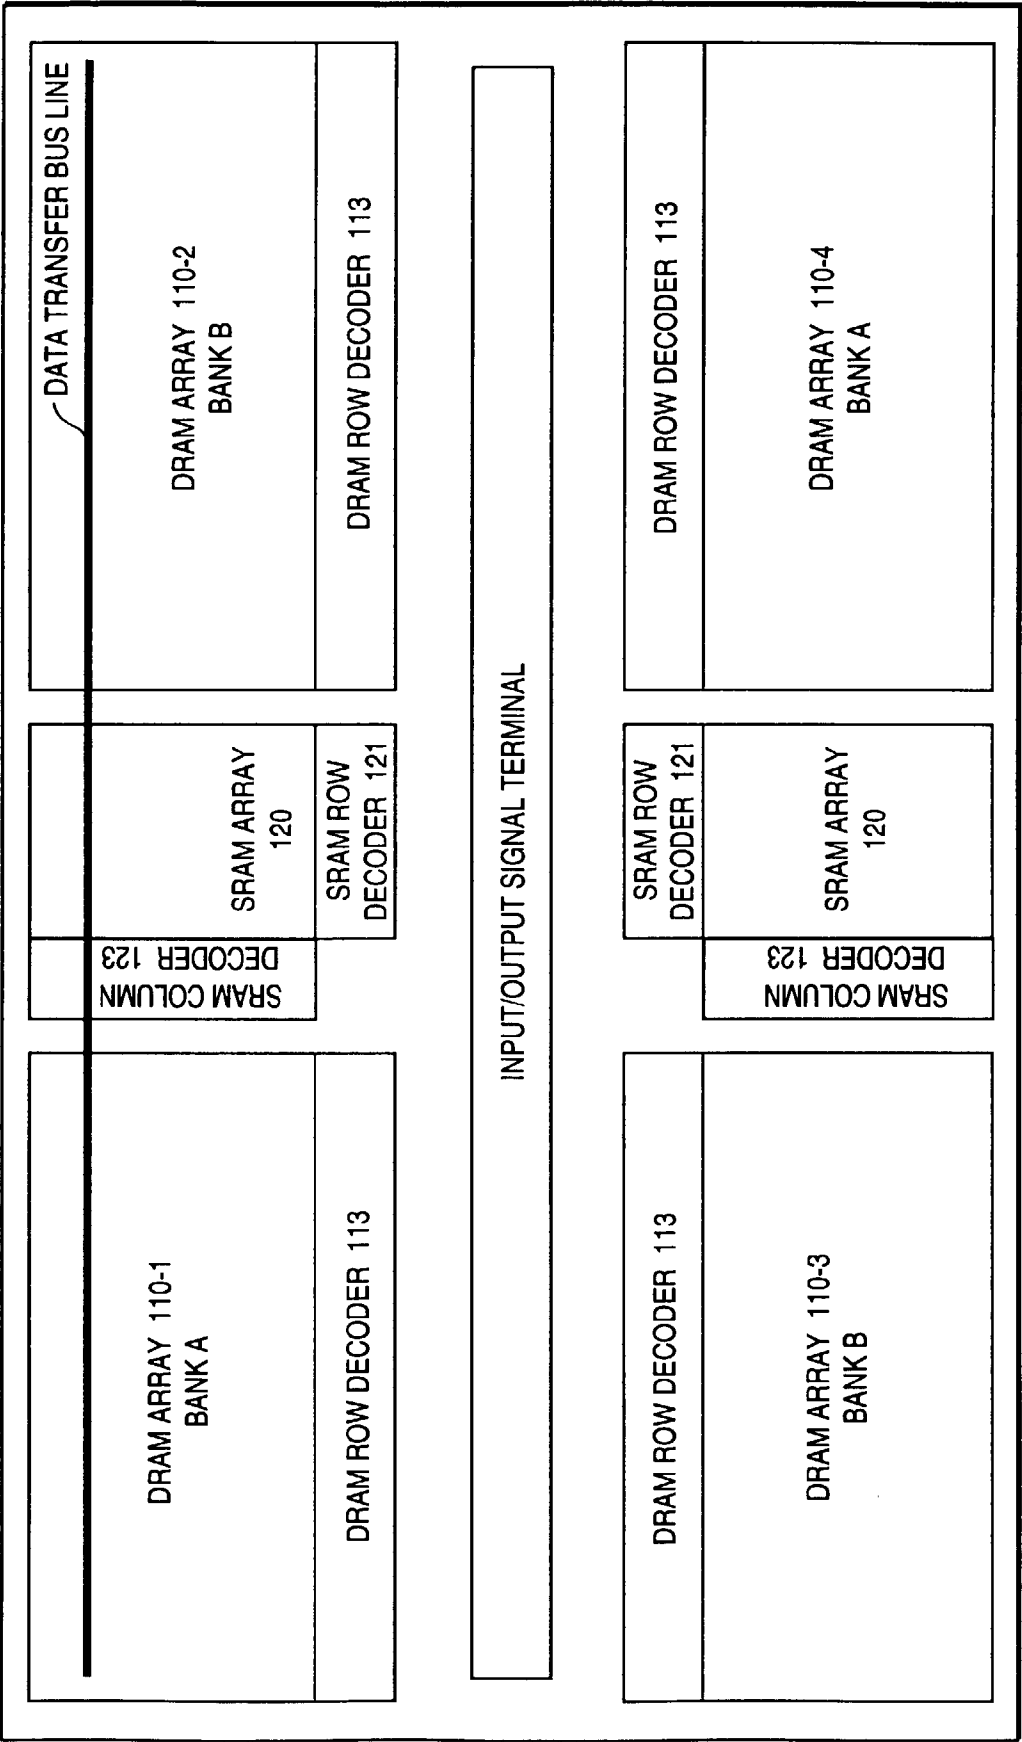 DATA TRANSFER BUS LINE
DRAM ARRAY 110-1
BANK A
DRAM ROW DECODER 113
SRAM COLUMN
DECODER 123
SRAM ARRAY
120
SRAM ROW
DECODER 121
DRAM ARRAY 110-2
BANK B
DRAM ROW DECODER 113
INPUT/OUTPUT SIGNAL TERMINAL
DRAM ROW DECODER 113
DRAM ARRAY 110-3
BANK B
SRAM ROW
DECODER 121
SRAM COLUMN
DECODER 123
SRAM ARRAY
120
DRAM ROW DECODER 113
DRAM ARRAY 110-4
BANK A